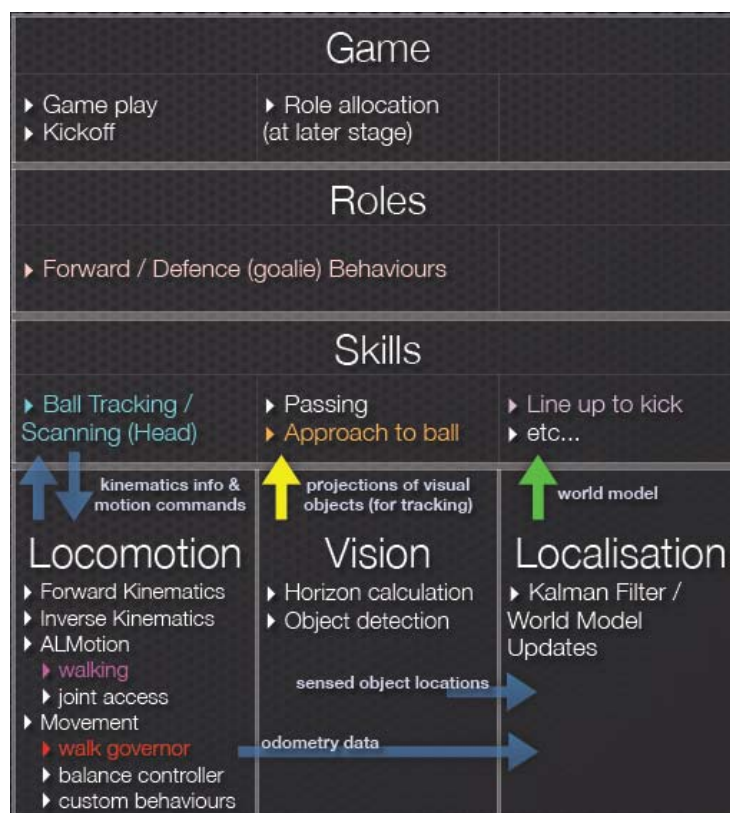 Game
Game play
Kickoff
Role allocation
(at later stage)
Roles
Forward / Defence (goalie) Behaviours
Skills
Ball Tracking /
Scanning (Head)
Passing
Approach to ball
Line up to kick
etc...
kinematics info &
motion commands
projections of visual
objects (for tracking)
world model
Locomotion
Forward Kinematics
Inverse Kinematics
ALMotion
walking
joint access
Movement
walk governor
balance controller
custom behaviours
Vision
Horizon calculation
Object detection
sensed object locations
odometry data
Localisation
Kalman Filter /
World Model
Updates